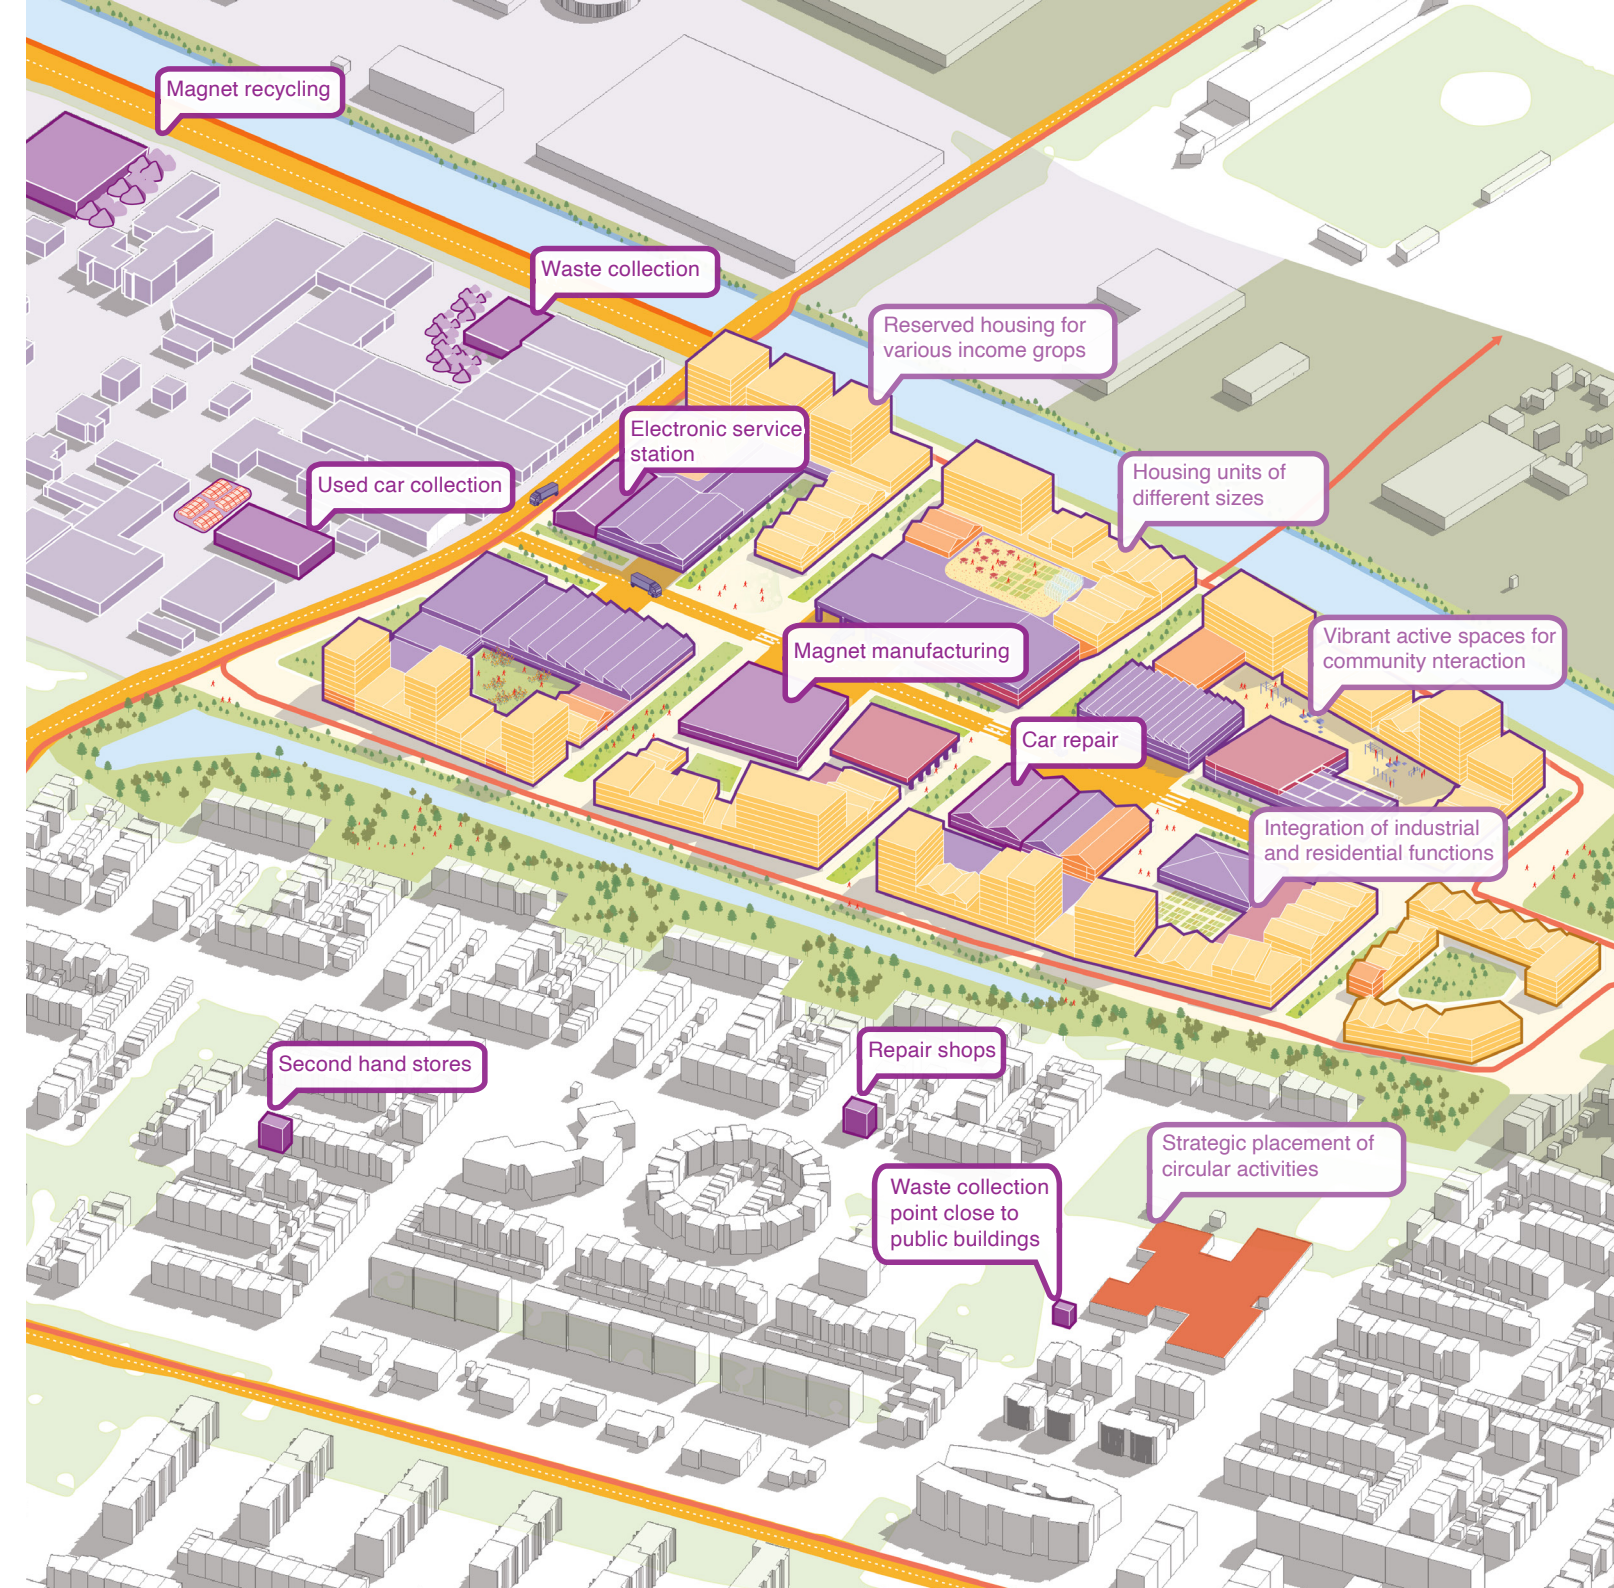 Magnet recycling
Waste collection
Reserved housing for
various income grops
Electronic service
station
Housing units of
different sizes
Used car collection
Vibrant active spaces for
community nteraction
Magnet manufacturing
Car repair
Integration of industrial
and residential functions
Second hand stores
Repair shops
Strategic placement of
circular activities
Waste collection
point close to
public buildings